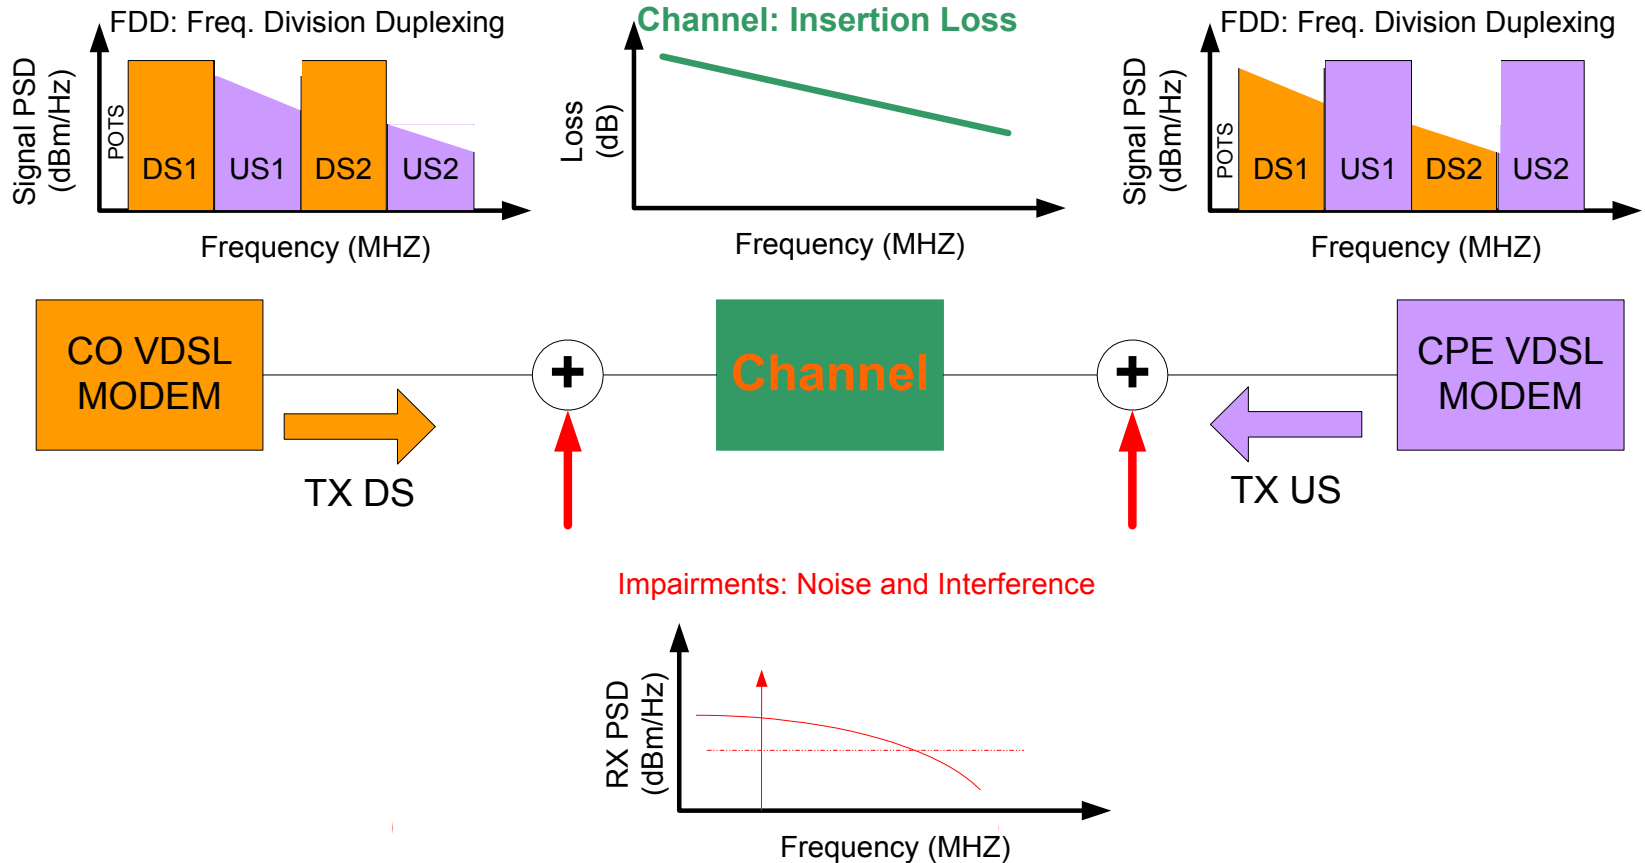 FDD: Freq. Division Duplexing
Signal PSD
(dBm/Hz)
POTS
DS1
US1
DS2
US2
Frequency (MHZ)
Channel: Insertion Loss
Loss
(dB)
Frequency (MHZ)
FDD: Freq. Division Duplexing
Signal PSD
(dBm/Hz)
POTS
DS1
US1
DS2
US2
Frequency (MHZ)
CO VDSL
MODEM
TX DS
+
Channel
+
CPE VDSL
MODEM
TX US
Impairments: Noise and Interference
RX PSD
(dBm/Hz)
Frequency (MHZ)